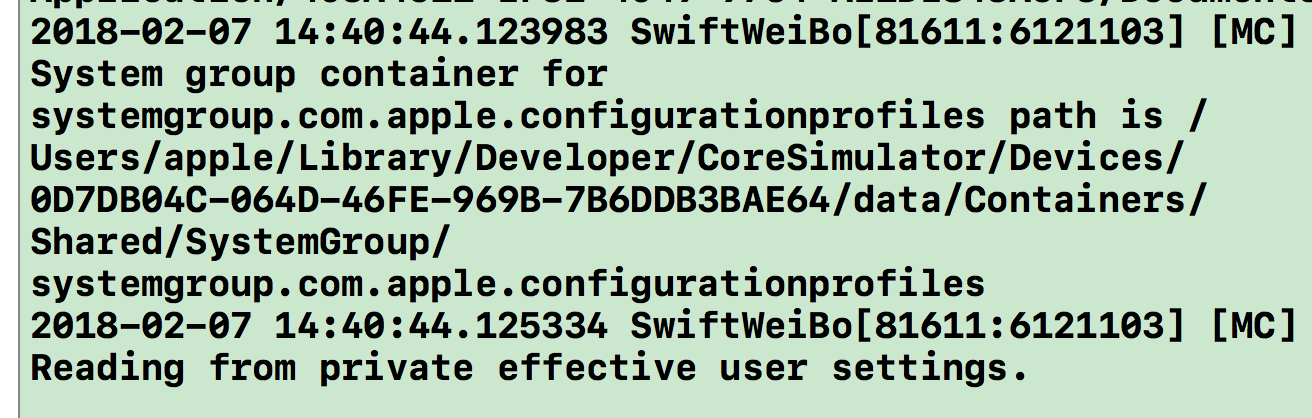 2018-02-07 14:40:44.123983 SwiftWeiBo[81611:6121103] [MC]
System group container for
systemgroup.com.apple.configurationprofiles path is /
Users/apple/Library/Developer/CoreSimulator/Devices/
0D7DB04C-064D-46FE-969B-7B6DDB3BAE64/data/Containers/
Shared/SystemGroup/
systemgroup.com.apple.configurationprofiles
2018-02-07 14:40:44.125334 SwiftWeiBo[81611:6121103] [MC]
Reading from private effective user settings.